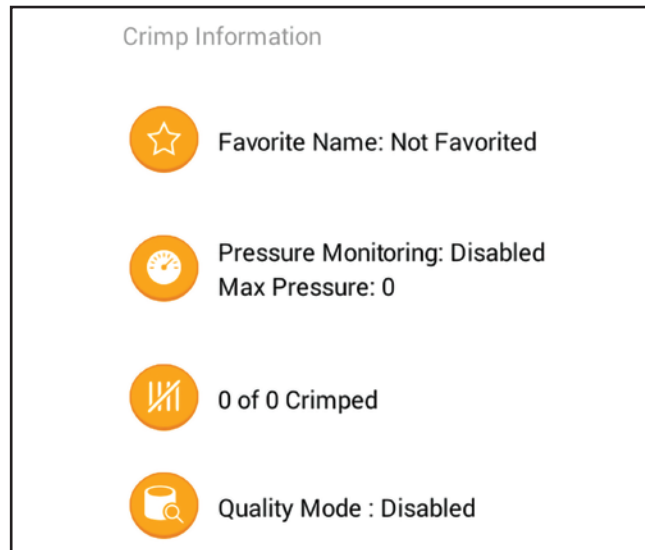 Crimp Information
Favorite Name: Not Favorited
Pressure Monitoring: Disabled
Max Pressure: 0
0 of 0 Crimped
Quality Mode : Disabled